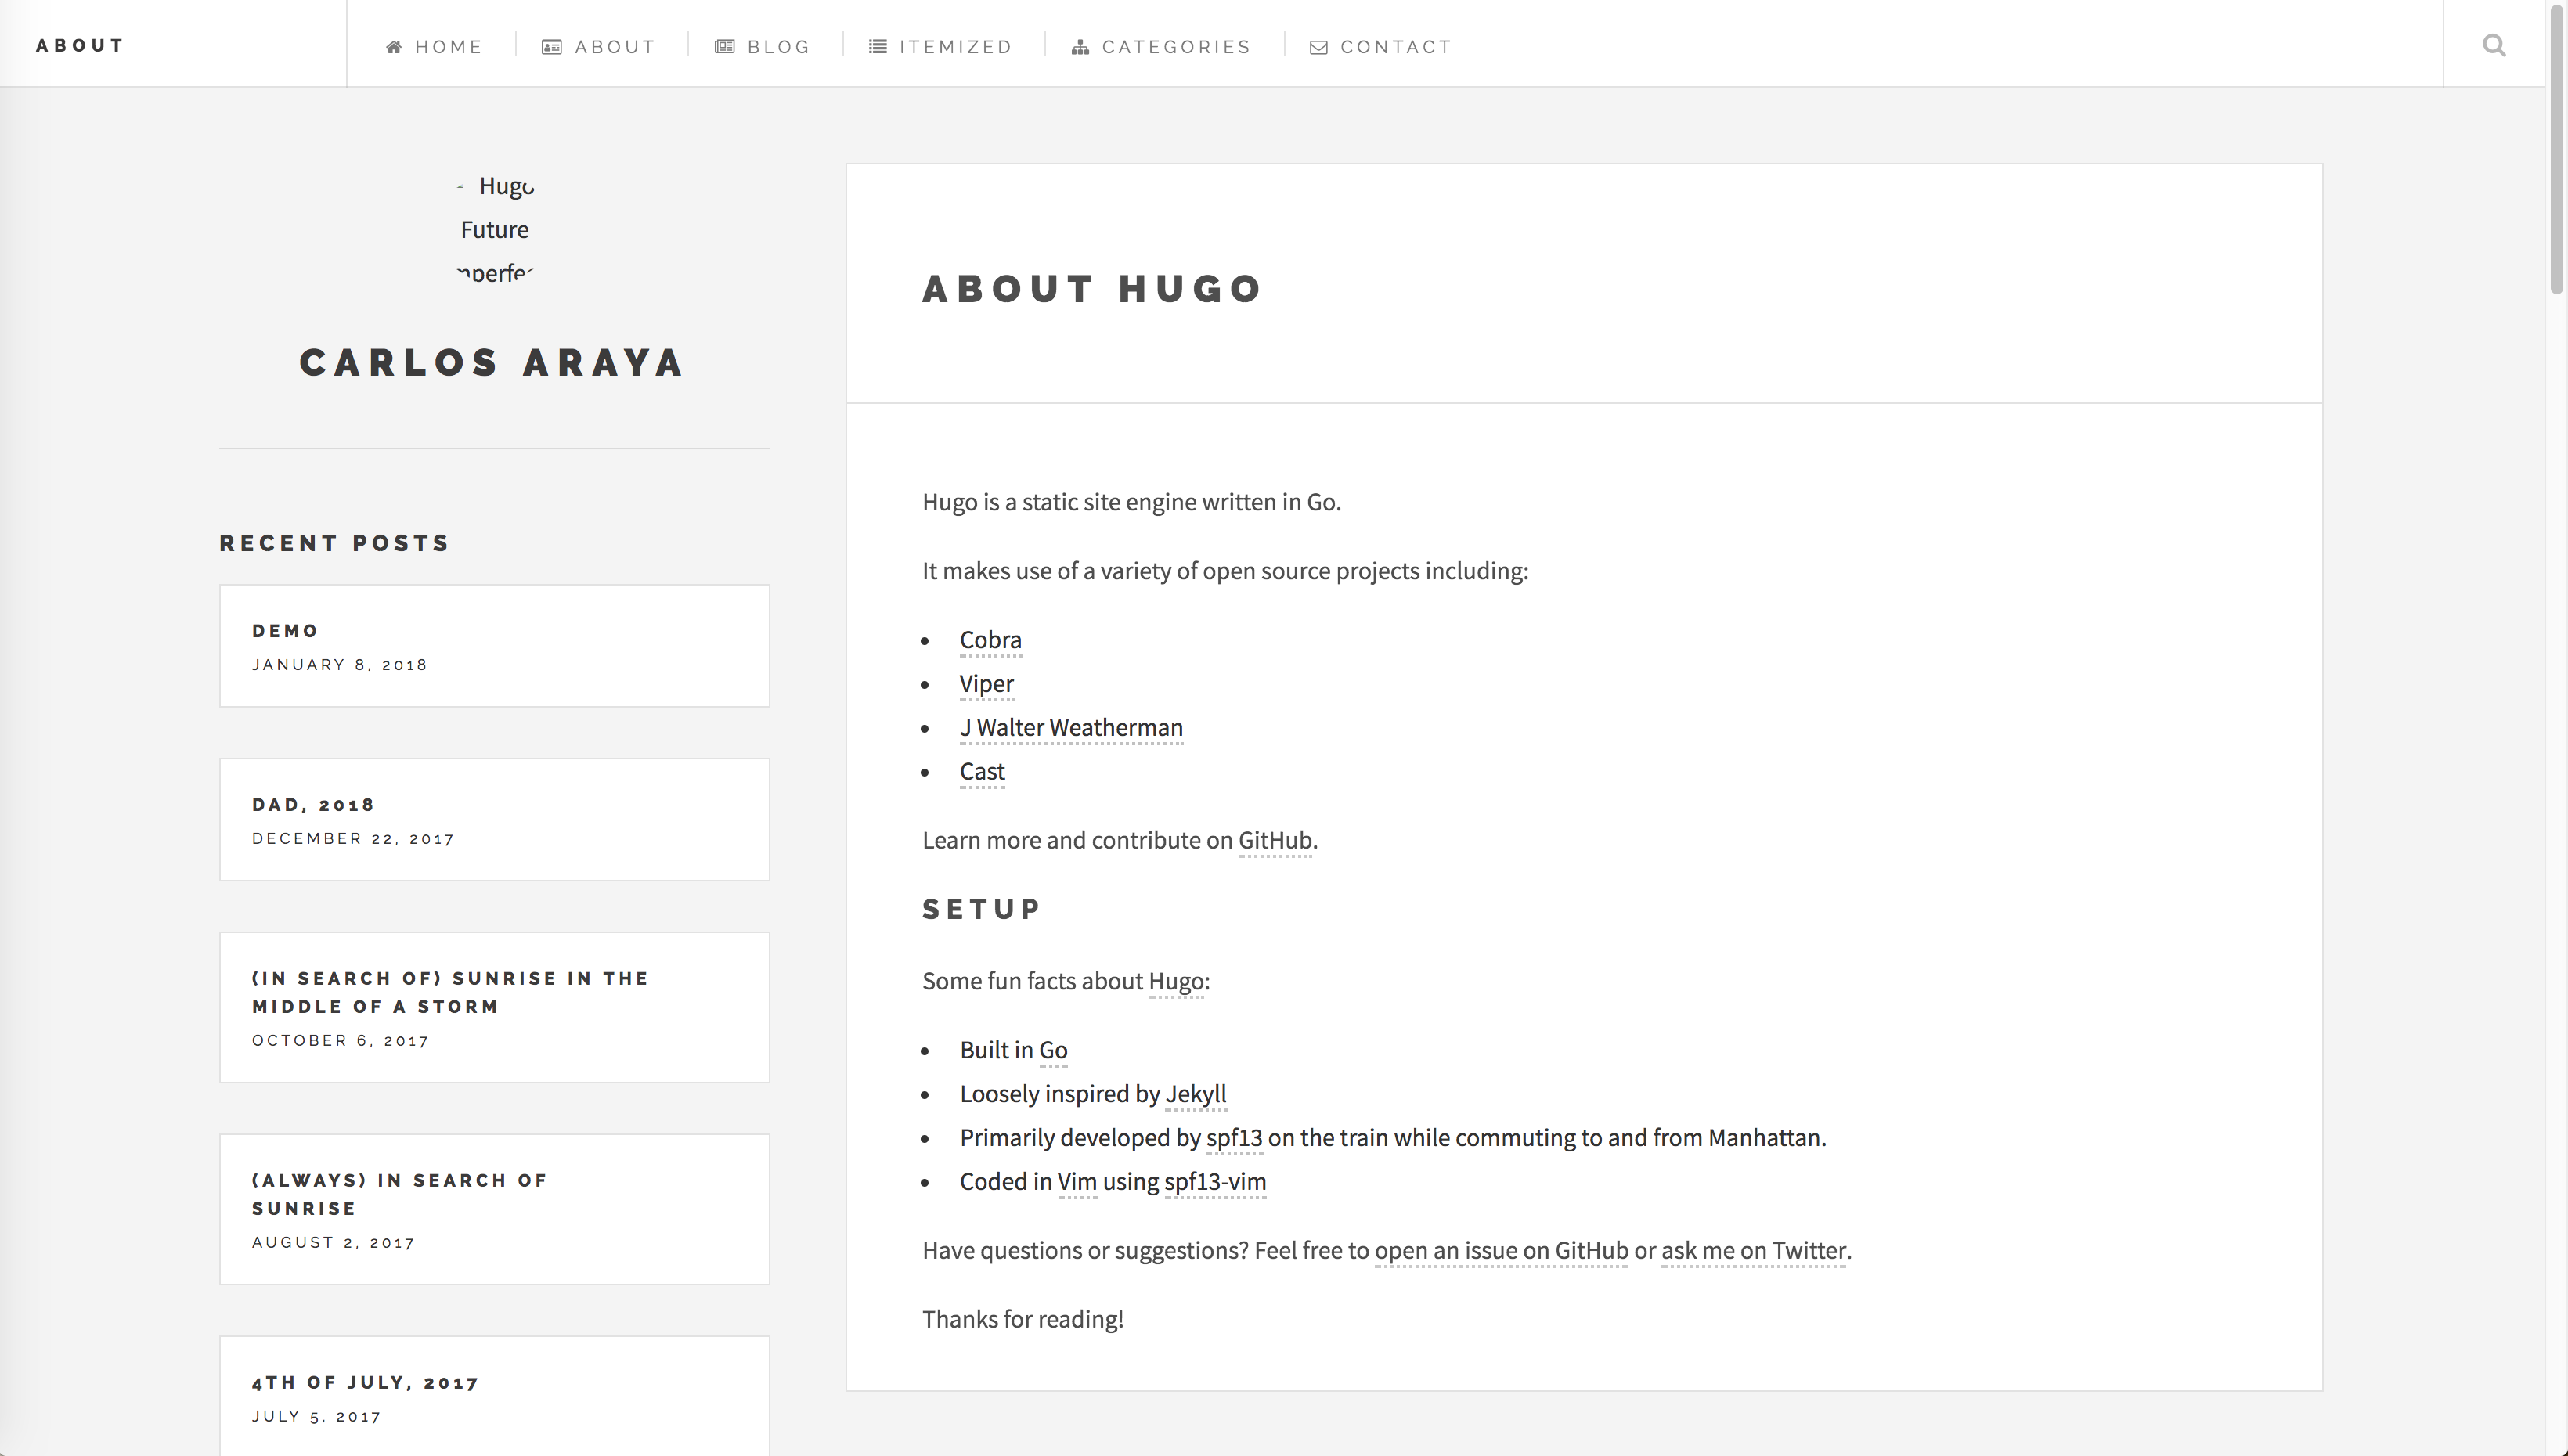 ABOUT
HOME
ABOUT
BLOG
ITEMIZED
CATEGORIES
CONTACT
Hugo
Future
CARLOS ARAYA
RECENT POSTS
DEMO
JANUARY 8, 2018
DAD, 2018
DECEMBER 22, 2017
(IN SEARCH OF) SUNRISE IN THE
MIDDLE OF A STORM
OCTOBER 6, 2017
(ALWAYS) IN SEARCH OF
SUNRISE
AUGUST 2, 2017
4TH OF JULY, 2017
JULY 5, 2017
ABOUT HUGO
Hugo is a static site engine written in Go.
It makes use of a variety of open source projects including:
Cobra
Viper
J Walter Weatherman
Cast
Learn more and contribute on GitHub.
SETUP
Some fun facts about Hugo:
Built in Go
Loosely inspired by Jekyll
Primarily developed by spf13 on the train while commuting to and from Manhattan.
Coded in Vim using spf13-vim
Have questions or suggestions? Feel free to open an issue on GitHub or ask me on Twitter.
Thanks for reading!